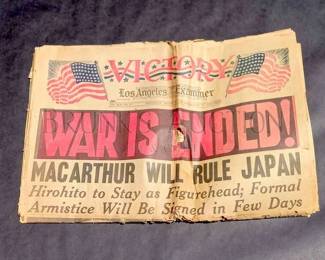 VICTORY
Los Angeles Examiner
WAR IS ENDED!
MACARTHUR WILL RULE JAPAN
Hirohito to Stay as Figurehead; Formal
Armistice Will Be Signed in Few Days